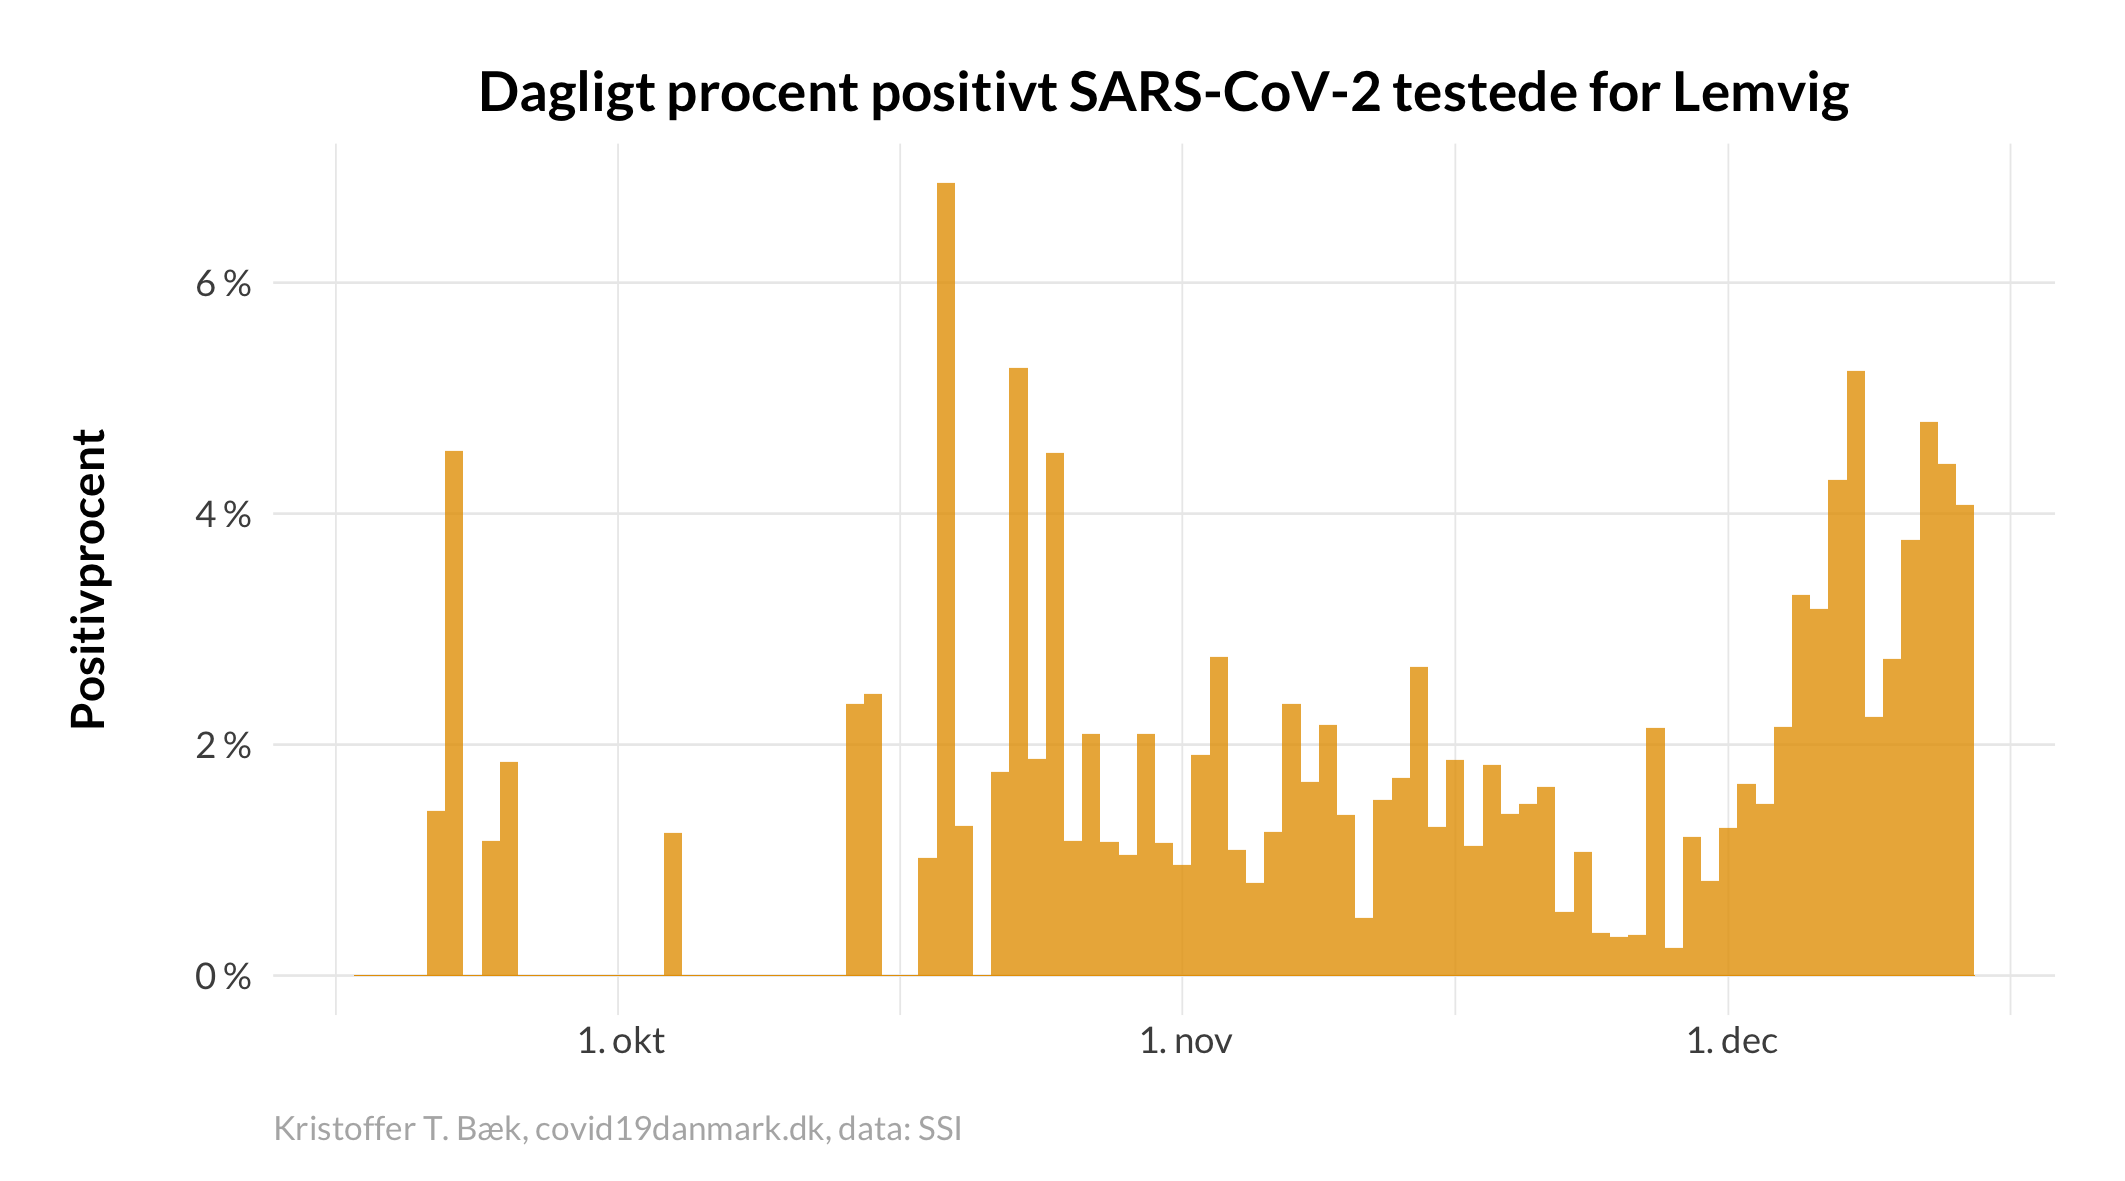 Dagligt procent positivt SARS-CoV-2 testede for Lemvig
Positivprocent
6 %
4 %
2 %
0 %
1. okt
1. nov
1. dec
Kristoffer T. Bæk, covid19danmark.dk, data: SSI